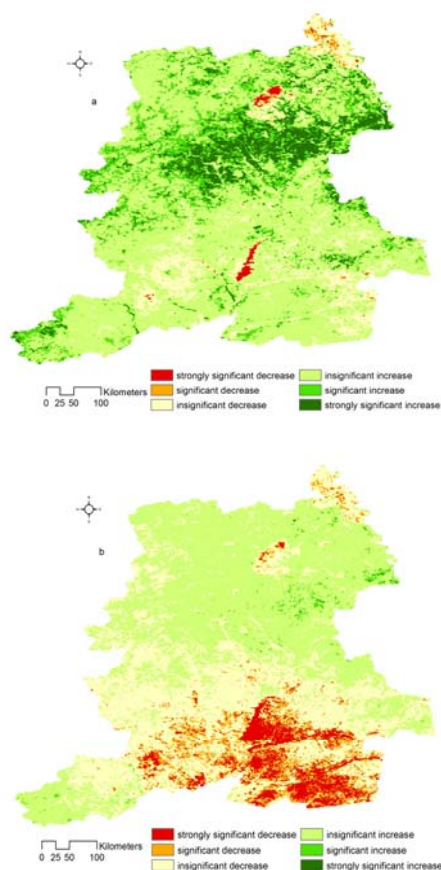 a
strongly significant decrease
insignificant increase
significant decrease
significant increase
insignificant decrease
strongly significant increase
Kilometers
0 25 50 100
b
strongly significant decrease
insignificant increase
significant decrease
significant increase
insignificant decrease
strongly significant increase
Kilometers
0 25 50 100